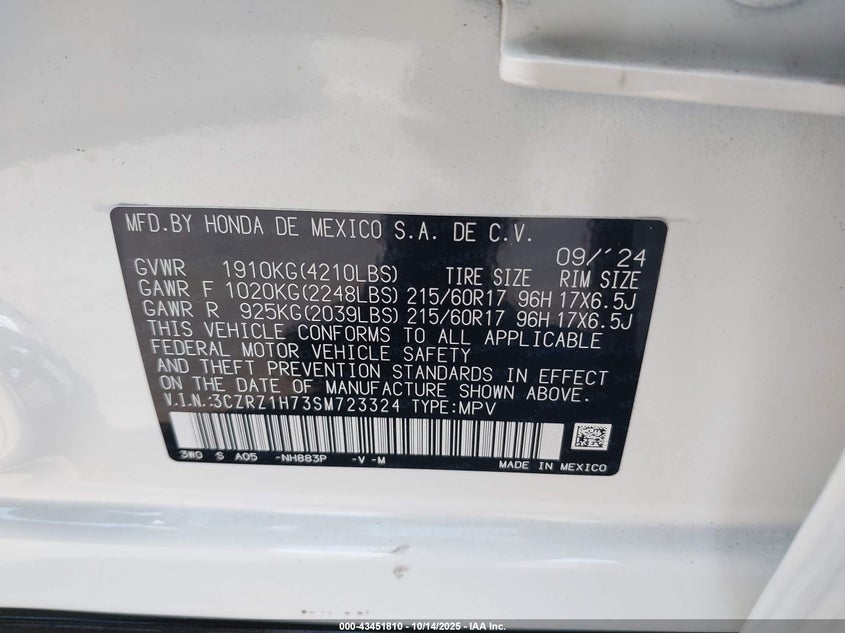 MFD.BY HONDA DE MEXICO S.A. DE C.V.
09/'24
GVWR 1910KG(4210LBS) TIRE SIZE RIM SIZE
GAWR F 1020KG(2248LBS) 215/60R17 96H 17X6.5J
GAWR R 925KG(2039LBS) 215/60R17 96H 17X6.5J
THIS VEHICLE CONFORMS TO ALL APPLICABLE
FEDERAL MOTOR VEHICLE SAFETY
AND THEFT PREVENTION STANDARDS IN EFFECT
ON THE DATE OF MANUFACTURE SHOWN ABOVE.
V.I.N.:3CZRZ1H73SM723324 TYPE:MPV
3W0 S A05 -NH883P -V -M
MADE IN MEXICO
000-43451810 - 10/14/2025 - IAA Inc.